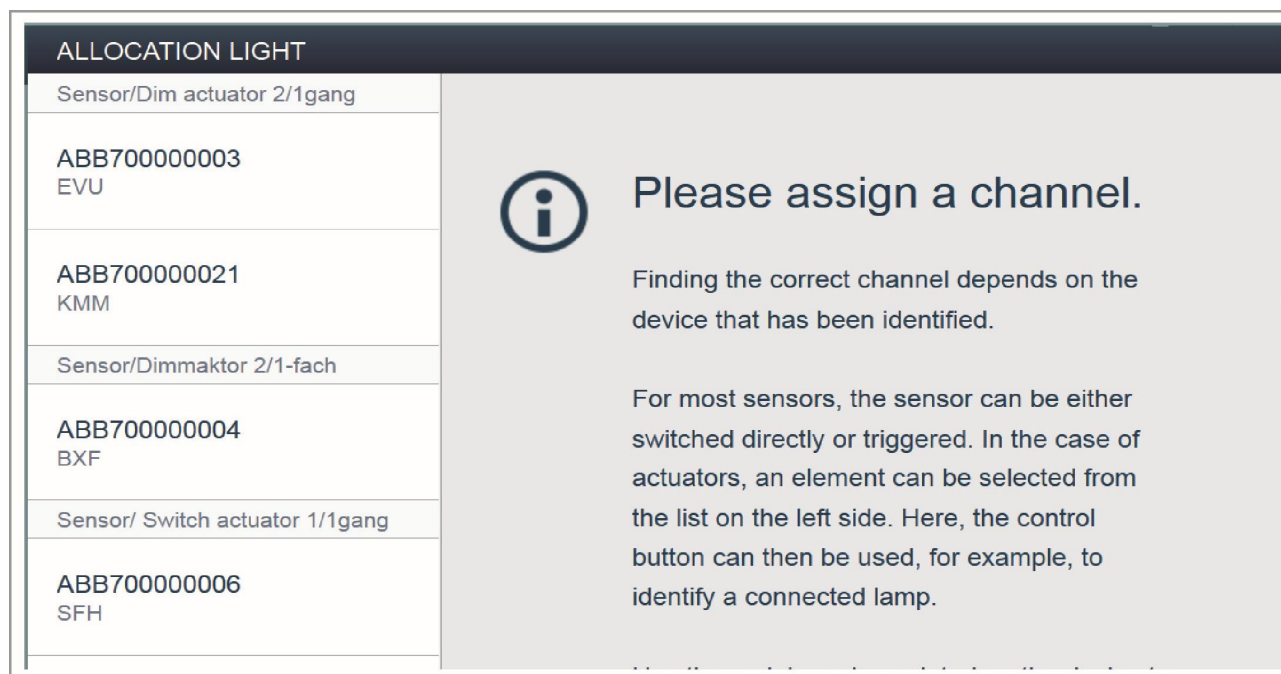 ALLOCATION LIGHT
Sensor/Dim actuator 2/1gang
ABB700000003
EVU
ABB700000021
KMM
Sensor/Dimmaktor 2/1-fach
ABB700000004
BXF
Sensor/ Switch actuator 1/1gang
ABB700000006
SFH
Please assign a channel.
Finding the correct channel depends on the
device that has been identified.
For most sensors, the sensor can be either
switched directly or triggered. In the case of
actuators, an element can be selected from
the list on the left side. Here, the control
button can then be used, for example, to
identify a connected lamp.